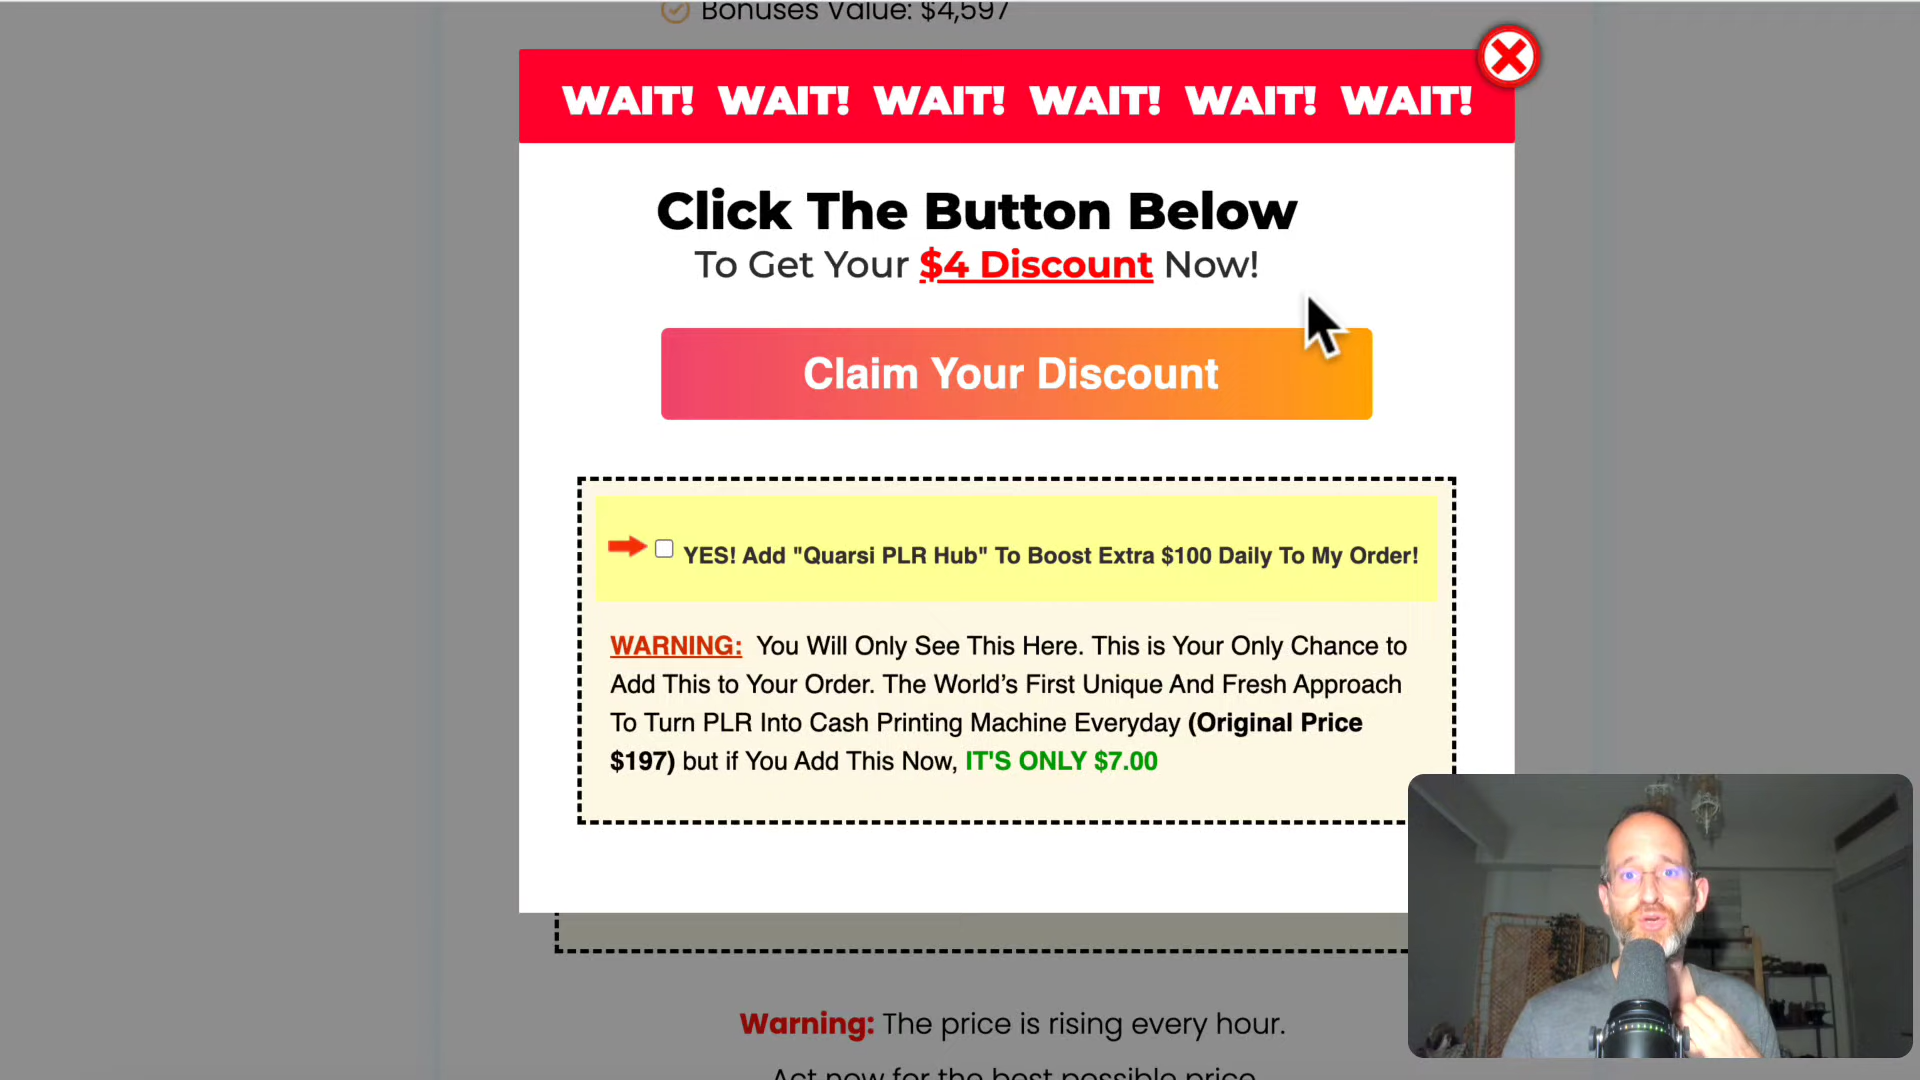 Bonuses Value: $4,597
WAIT! WAIT! WAIT! WAIT! WAIT! WAIT!
Click The Button Below
To Get Your $4 Discount Now!
Claim Your Discount
YES! Add "Quarsi PLR Hub" To Boost Extra $100 Daily To My Order!
WARNING: You Will Only See This Here. This is Your Only Chance to
Add This to Your Order. The World’s First Unique And Fresh Approach
To Turn PLR Into Cash Printing Machine Everyday (Original Price
$197) but if You Add This Now, IT'S ONLY $7.00
Warning: The price is rising every hour.
Act now for the best possible price